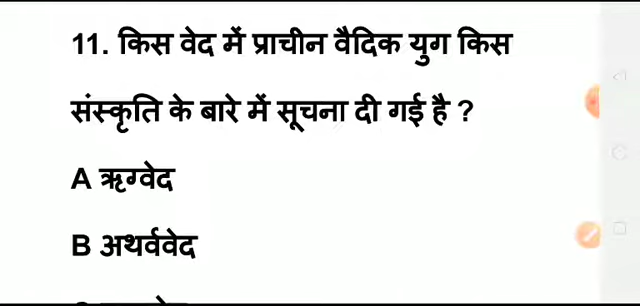 11. किस वेद में प्राचीन वैदिक युग किस
संस्कृति के बारे में सूचना दी गई है ?
A ऋग्वेद
B अथर्ववेद